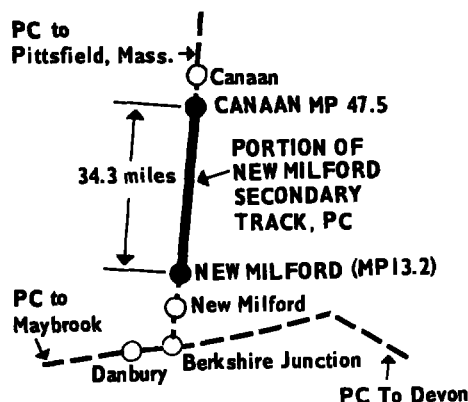 PC to
Pittsfield, Mass.
Canaan
CANAAN MP 47.5
34.3 miles
PORTION OF
NEW MILFORD
SECONDARY
TRACK, PC
NEW MILFORD (MP13.2)
PC to
Maybrook
New Milford
Danbury
Berkshire Junction
PC To Devon